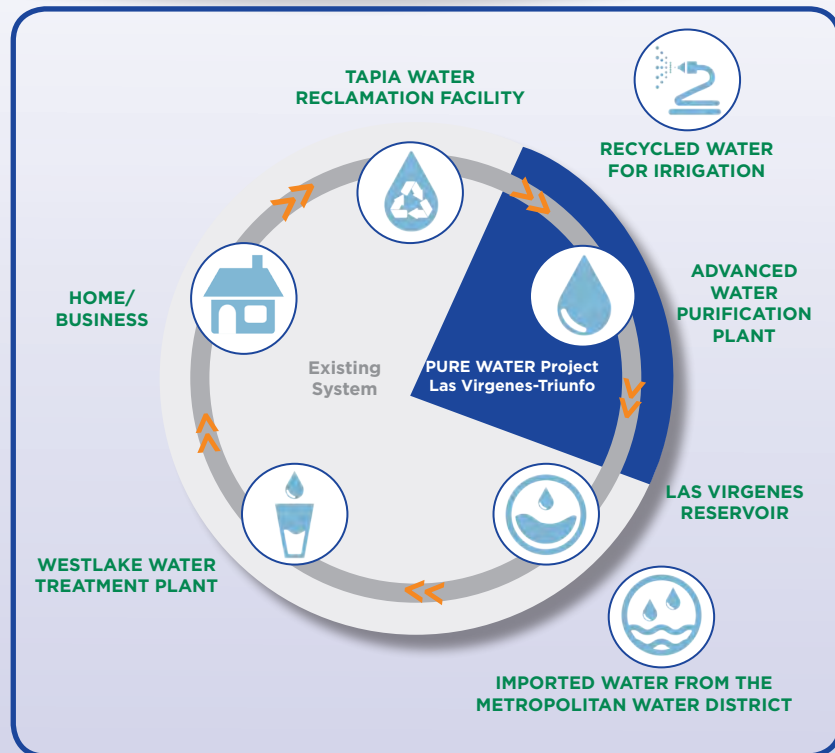 TAPIA WATER
RECLAMATION FACILITY
RECYCLED WATER
FOR IRRIGATION
HOME/
BUSINESS
ADVANCED
WATER
PURIFICATION
PLANT
Existing
System
PURE WATER Project
Las Virgenes-Triunfo
LAS VIRGENES
RESERVOIR
WESTLAKE WATER
TREATMENT PLANT
IMPORTED WATER FROM THE
METROPOLITAN WATER DISTRICT